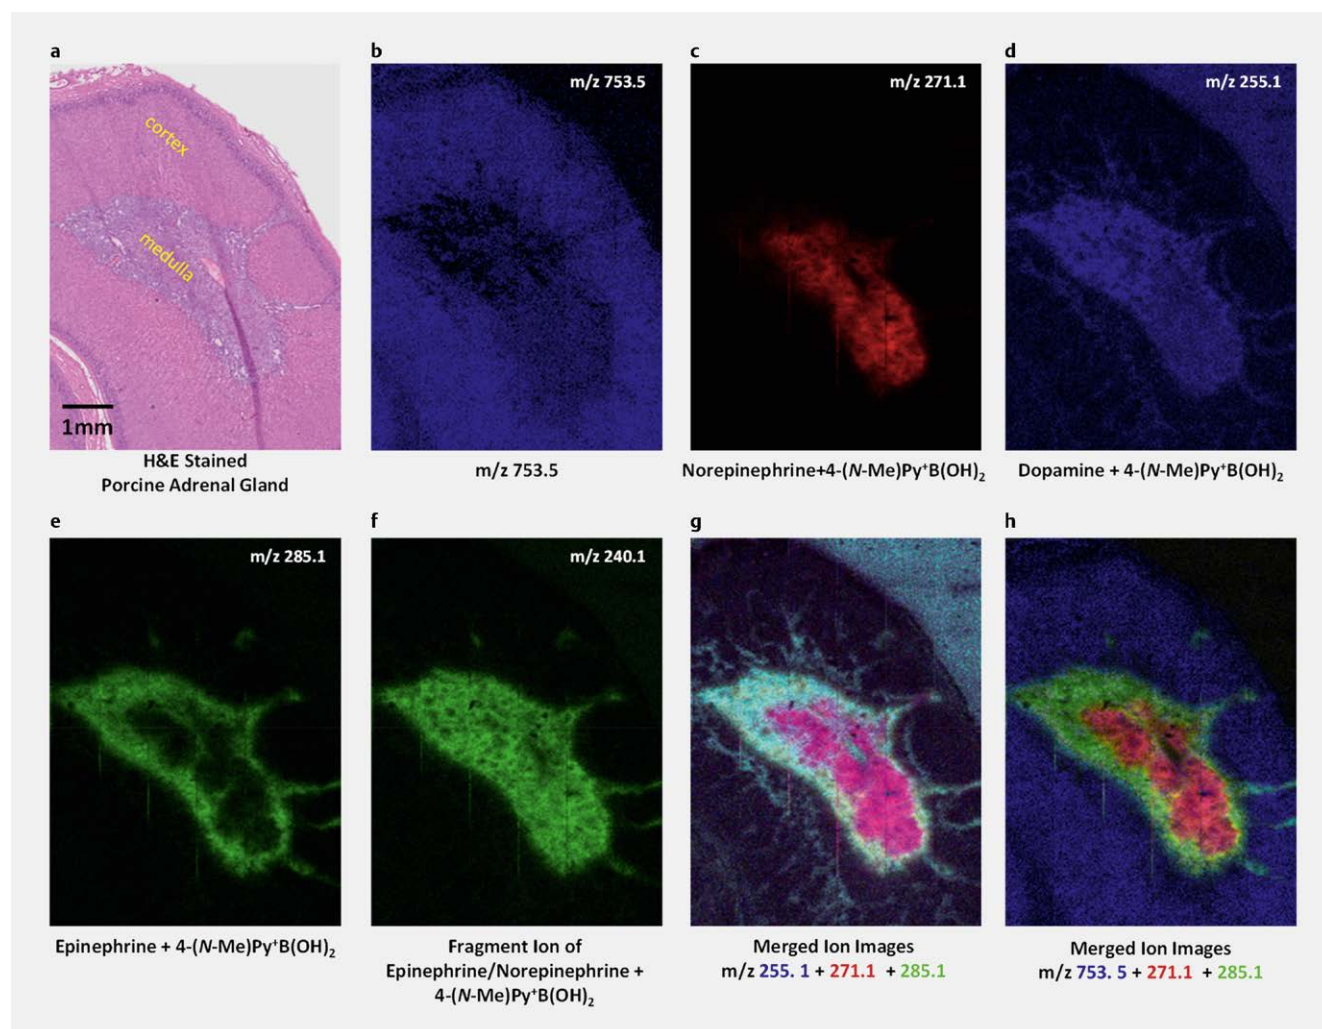 a
cortex
medulla
1mm
H&E Stained
Porcine Adrenal Gland
b
m/z 753.5
m/z 753.5
c
m/z 271.1
Norepinephrine+4-(N-Me)Py⁺B(OH)₂
d
m/z 255.1
Dopamine + 4-(N-Me)Py⁺B(OH)₂
e
m/z 285.1
Epinephrine + 4-(N-Me)Py⁺B(OH)₂
f
m/z 240.1
Fragment Ion of
Epinephrine/Norepinephrine +
4-(N-Me)Py⁺B(OH)₂
g
Merged Ion Images
m/z 255. 1 + 271.1 + 285.1
h
Merged Ion Images
m/z 753. 5 + 271.1 + 285.1